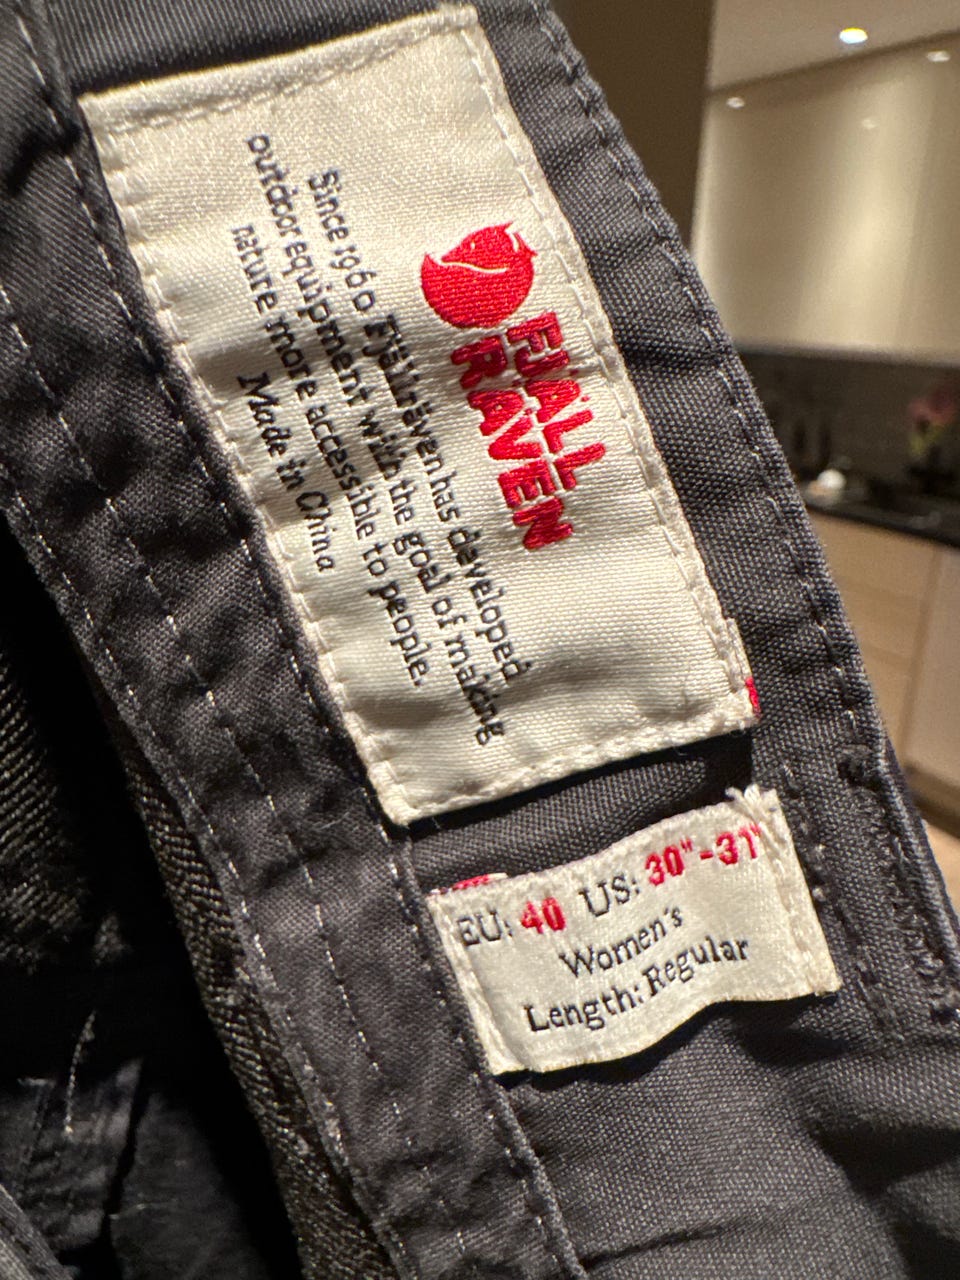 FJÄLL
RÄVEN
Since 1960 Fjällräven has developed
outdoor equipment with the goal of making
nature more accessible to people.
Made in China
EU: 40 US: 30"-31"
Women's
Length: Regular